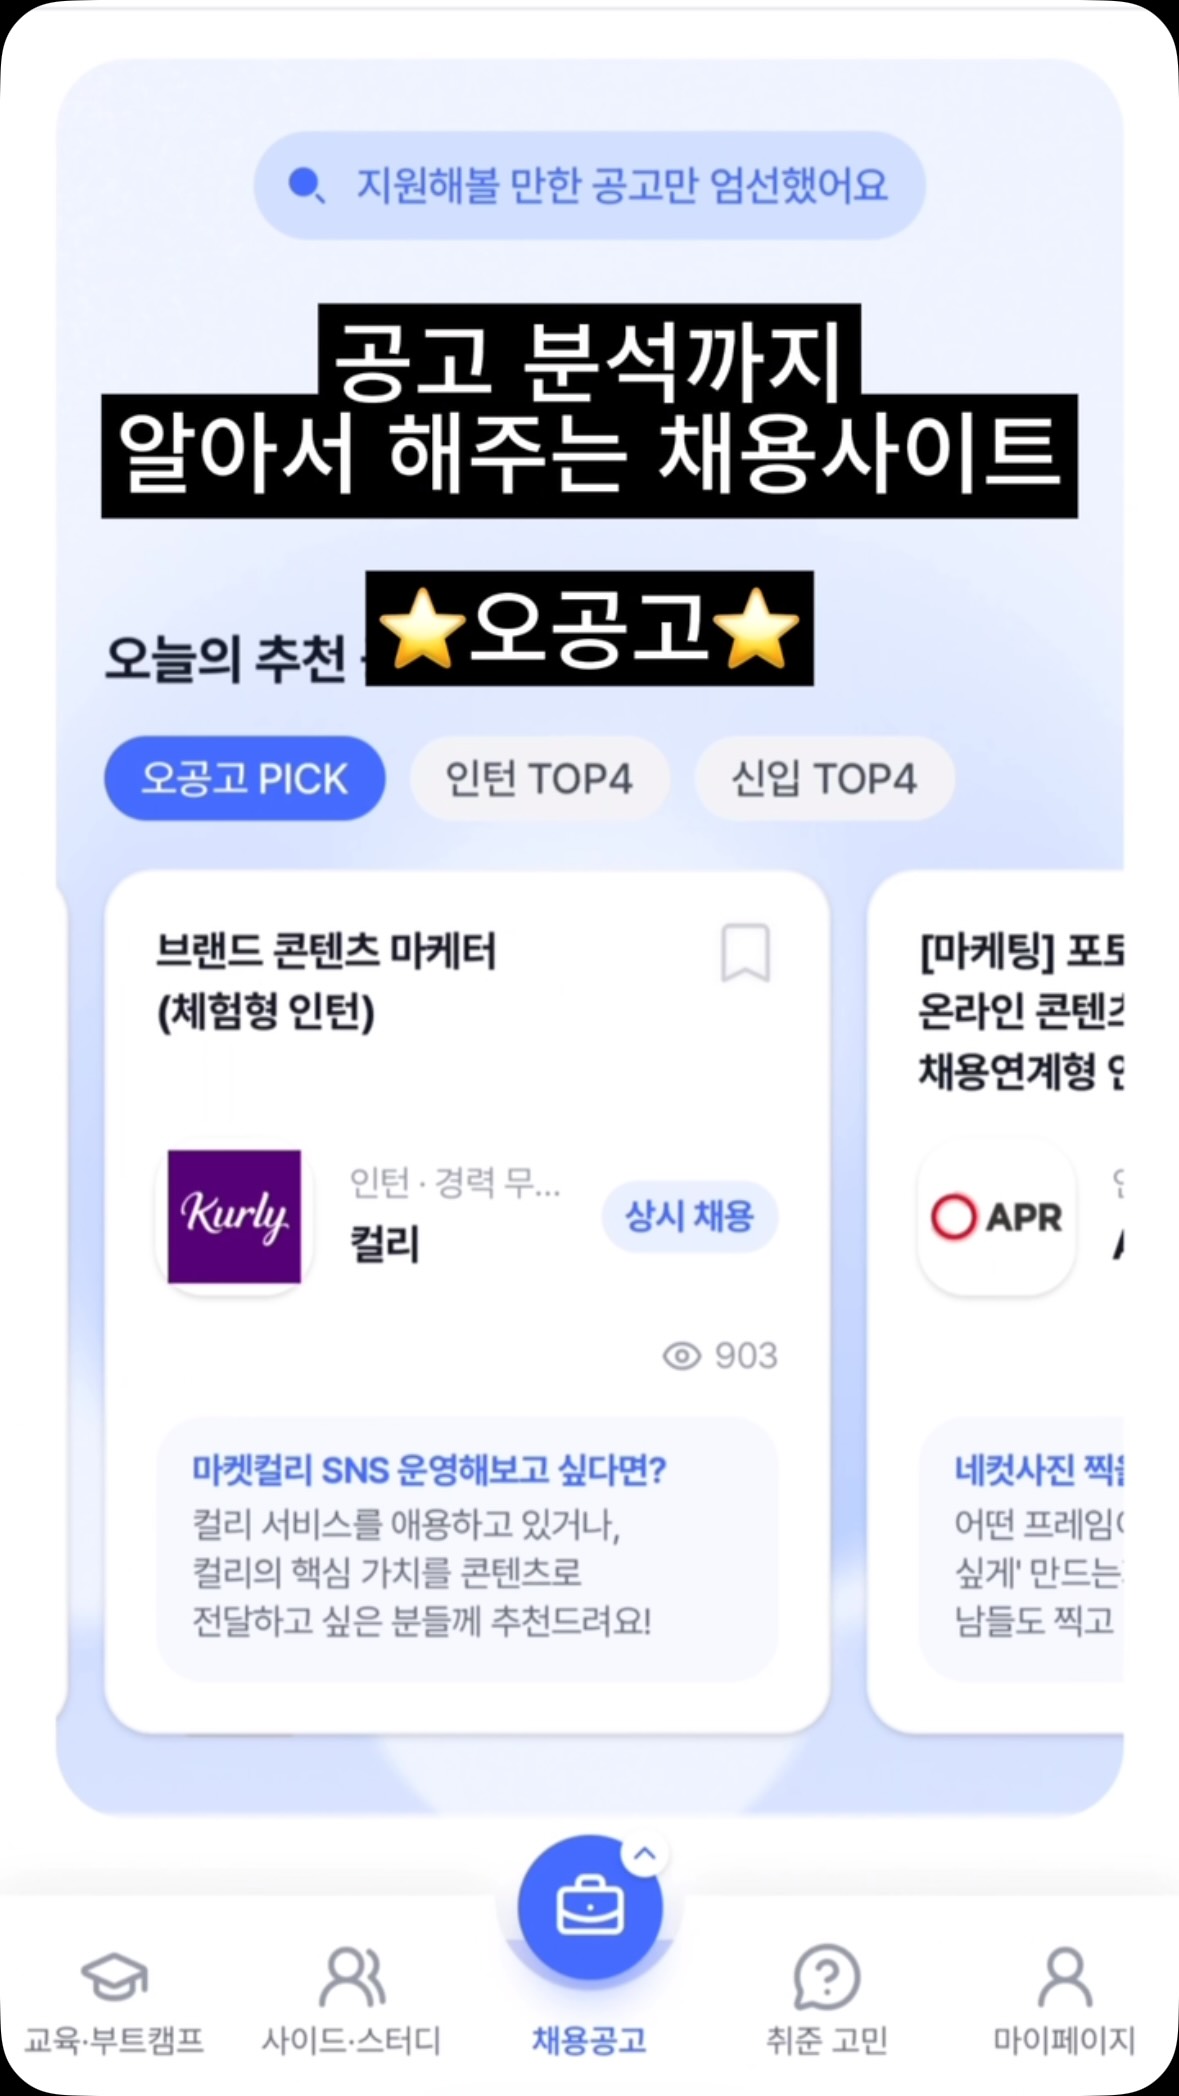 지원해볼 만한 공고만 엄선했어요
공고 분석까지
알아서 해주는 채용사이트
⭐오공고⭐
오늘의 추천
오공고 PICK
인턴 TOP4
신입 TOP4
브랜드 콘텐츠 마케터
(체험형 인턴)
Kurly
인턴 · 경력 무...
컬리
상시 채용
903
마켓컬리 SNS 운영해보고 싶다면?
컬리 서비스를 애용하고 있거나,
컬리의 핵심 가치를 콘텐츠로
전달하고 싶은 분들께 추천드려요!
[마케팅]
온라인
채용연계형
APR
네컷사진
어떤
싶게' 만드는
남들도 찍고
교육·부트캠프
사이드·스터디
채용공고
취준 고민
마이페이지